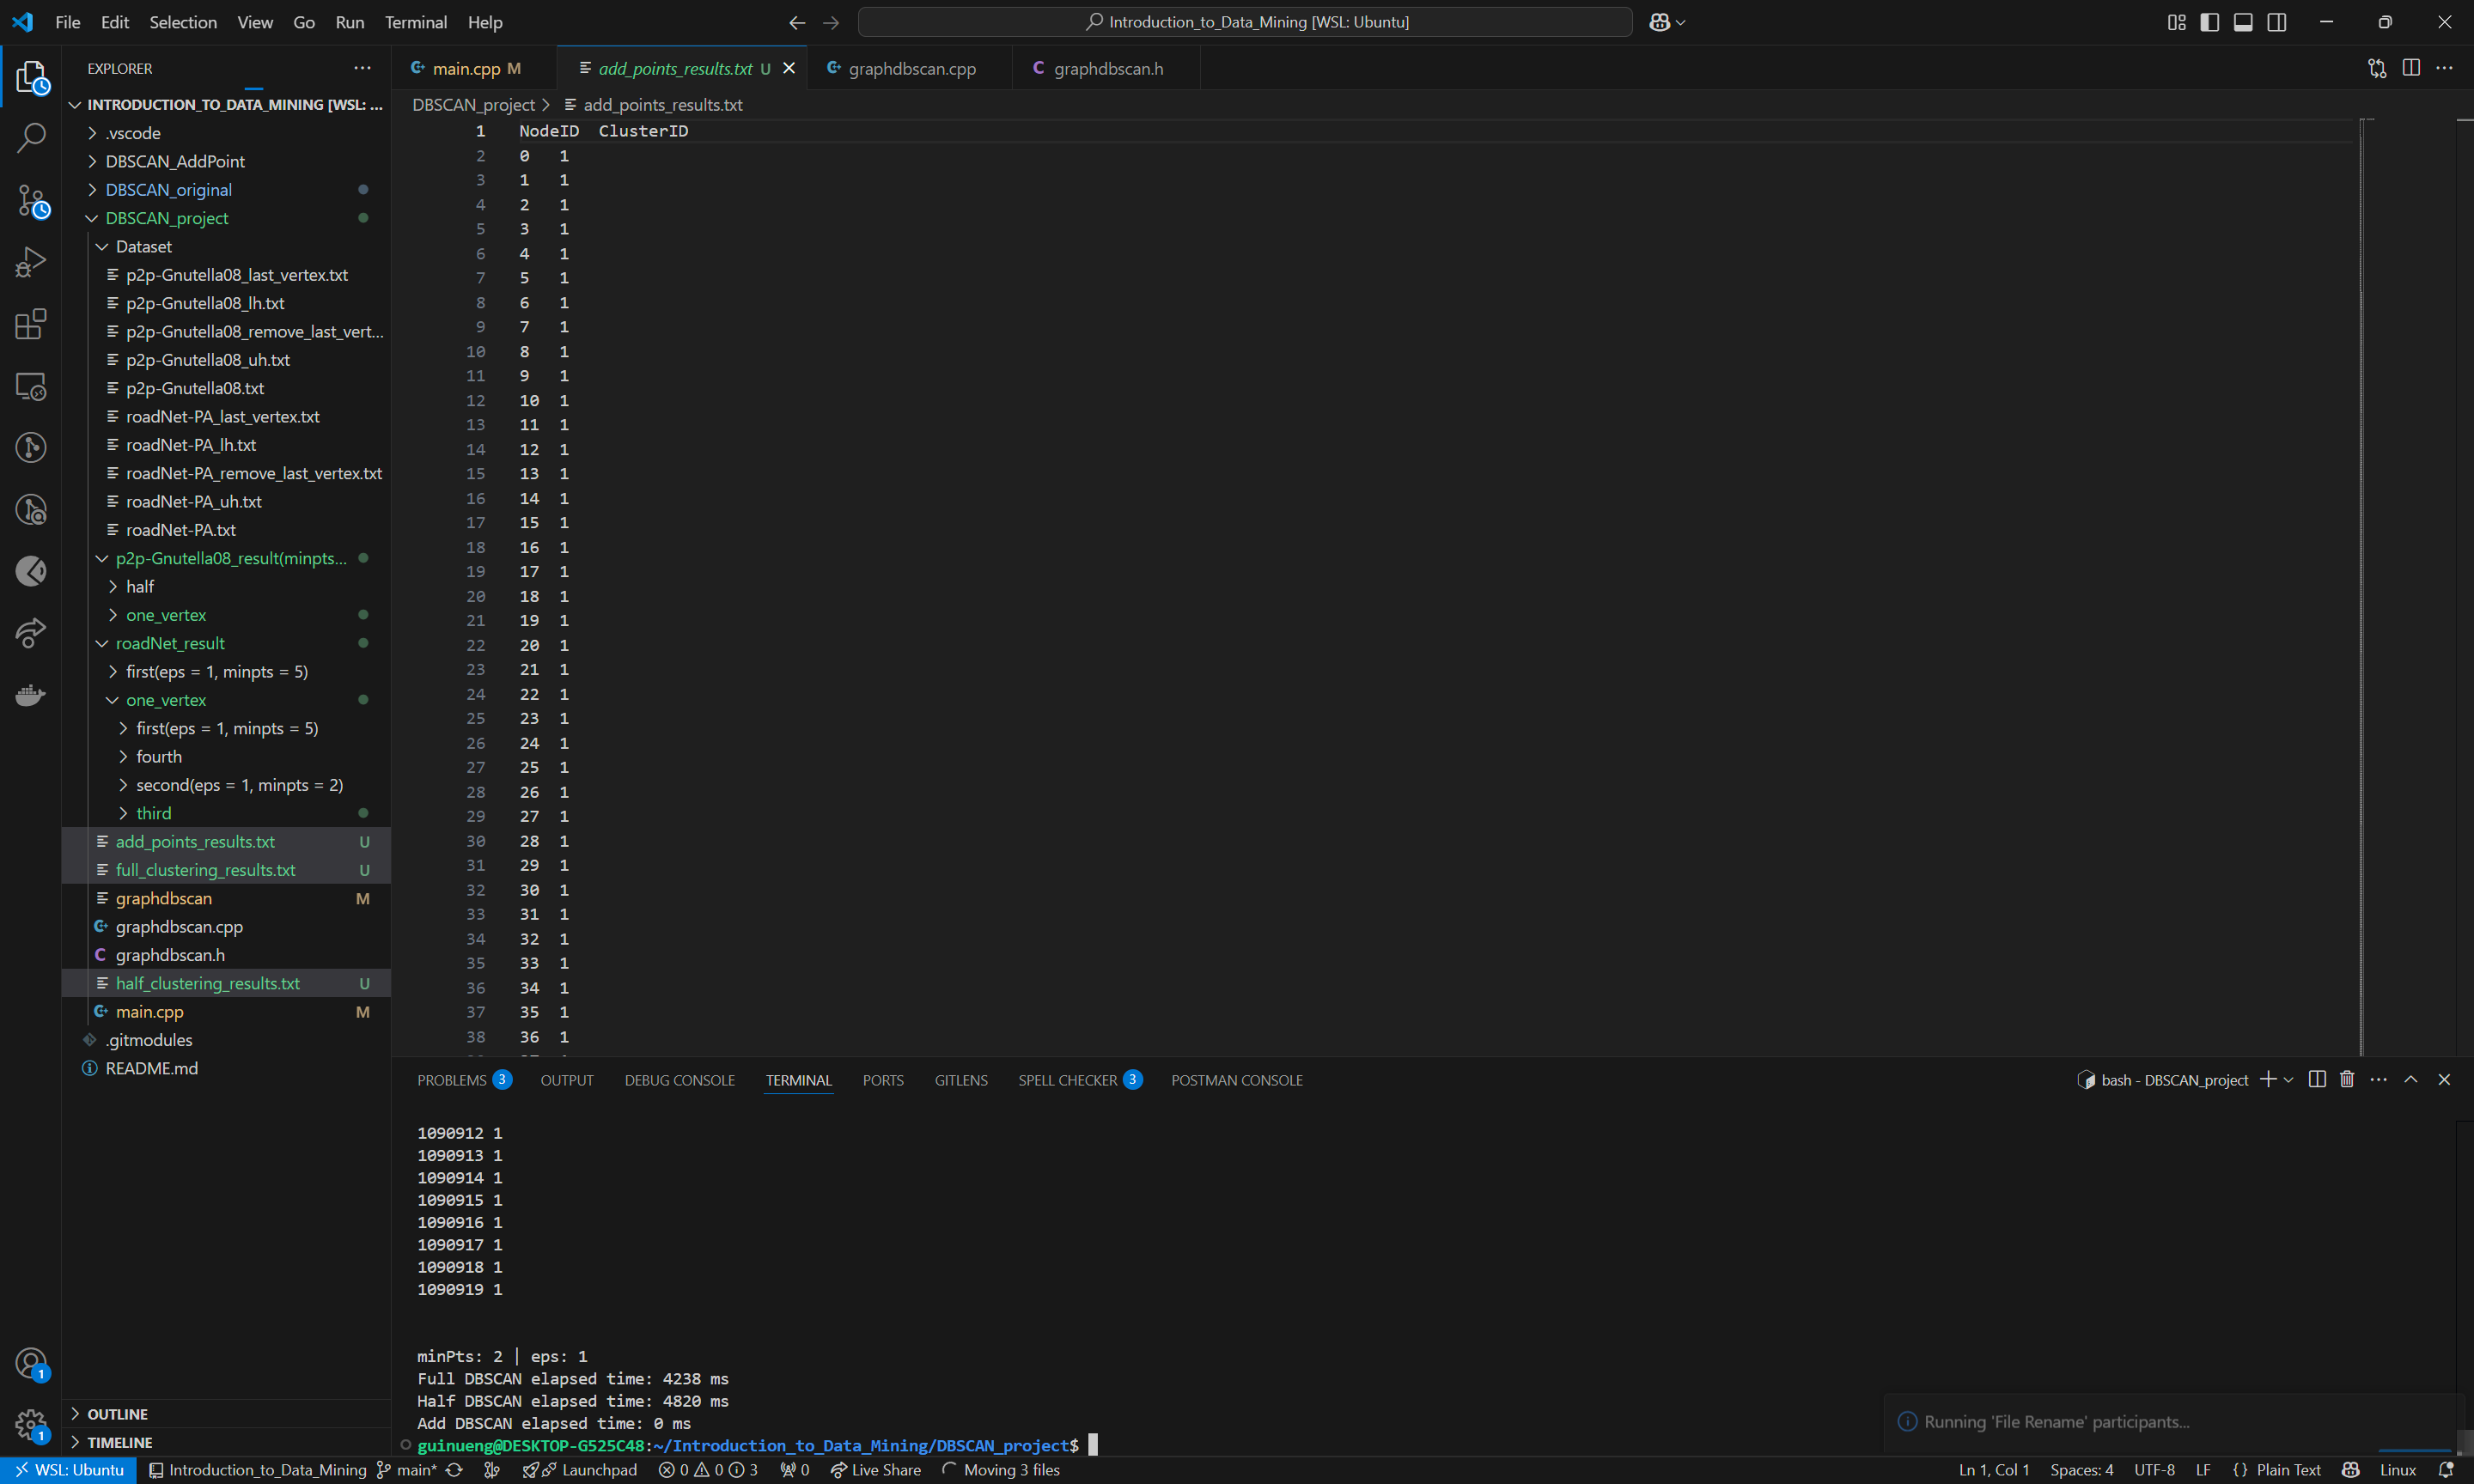 File Edit Selection View Go Run Terminal Help
Introduction_to_Data_Mining [WSL: Ubuntu]
EXPLORER
INTRODUCTION_TO_DATA_MINING [WSL: ...
.vscode
DBSCAN_AddPoint
DBSCAN_original
DBSCAN_project
Dataset
p2p-Gnutella08_last_vertex.txt
p2p-Gnutella08_lh.txt
p2p-Gnutella08_remove_last_vert...
p2p-Gnutella08_uh.txt
p2p-Gnutella08.txt
roadNet-PA_last_vertex.txt
roadNet-PA_lh.txt
roadNet-PA_remove_last_vertex.txt
roadNet-PA_uh.txt
roadNet-PA.txt
p2p-Gnutella08_result(minpts...
half
one_vertex
roadNet_result
first(eps = 1, minpts = 5)
one_vertex
first(eps = 1, minpts = 5)
fourth
second(eps = 1, minpts = 2)
third
add_points_results.txt U
full_clustering_results.txt U
graphdbscan M
graphdbscan.cpp
graphdbscan.h
half_clustering_results.txt U
main.cpp M
.gitmodules
README.md
OUTLINE
TIMELINE
main.cpp M add_points_results.txt U graphdbscan.cpp C graphdbscan.h
DBSCAN_project > add_points_results.txt
1 NodeID ClusterID
2 0 1
3 1 1
4 2 1
5 3 1
6 4 1
7 5 1
8 6 1
9 7 1
10 8 1
11 9 1
12 10 1
13 11 1
14 12 1
15 13 1
16 14 1
17 15 1
18 16 1
19 17 1
20 18 1
21 19 1
22 20 1
23 21 1
24 22 1
25 23 1
26 24 1
27 25 1
28 26 1
29 27 1
30 28 1
31 29 1
32 30 1
33 31 1
34 32 1
35 33 1
36 34 1
37 35 1
38 36 1
PROBLEMS 3 OUTPUT DEBUG CONSOLE TERMINAL PORTS GITLENS SPELL CHECKER 3 POSTMAN CONSOLE
bash - DBSCAN_project
1090912 1
1090913 1
1090914 1
1090915 1
1090916 1
1090917 1
1090918 1
1090919 1
minPts: 2 | eps: 1
Full DBSCAN elapsed time: 4238 ms
Half DBSCAN elapsed time: 4820 ms
Add DBSCAN elapsed time: 0 ms
guinueng@DESKTOP-G525C48:~/Introduction_to_Data_Mining/DBSCAN_project$
Running 'File Rename' participants...
1
1
WSL: Ubuntu Introduction_to_Data_Mining main* Launchpad 0 0 3 0 Live Share Moving 3 files Ln 1, Col 1 Spaces: 4 UTF-8 LF {} Plain Text Linux